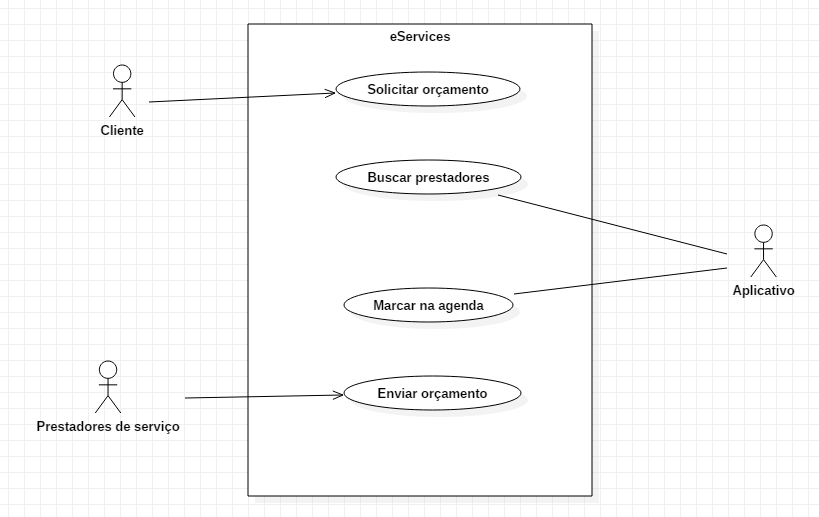 eServices
Solicitar orçamento
Cliente
Buscar prestadores
Aplicativo
Marcar na agenda
Enviar orçamento
Prestadores de serviço